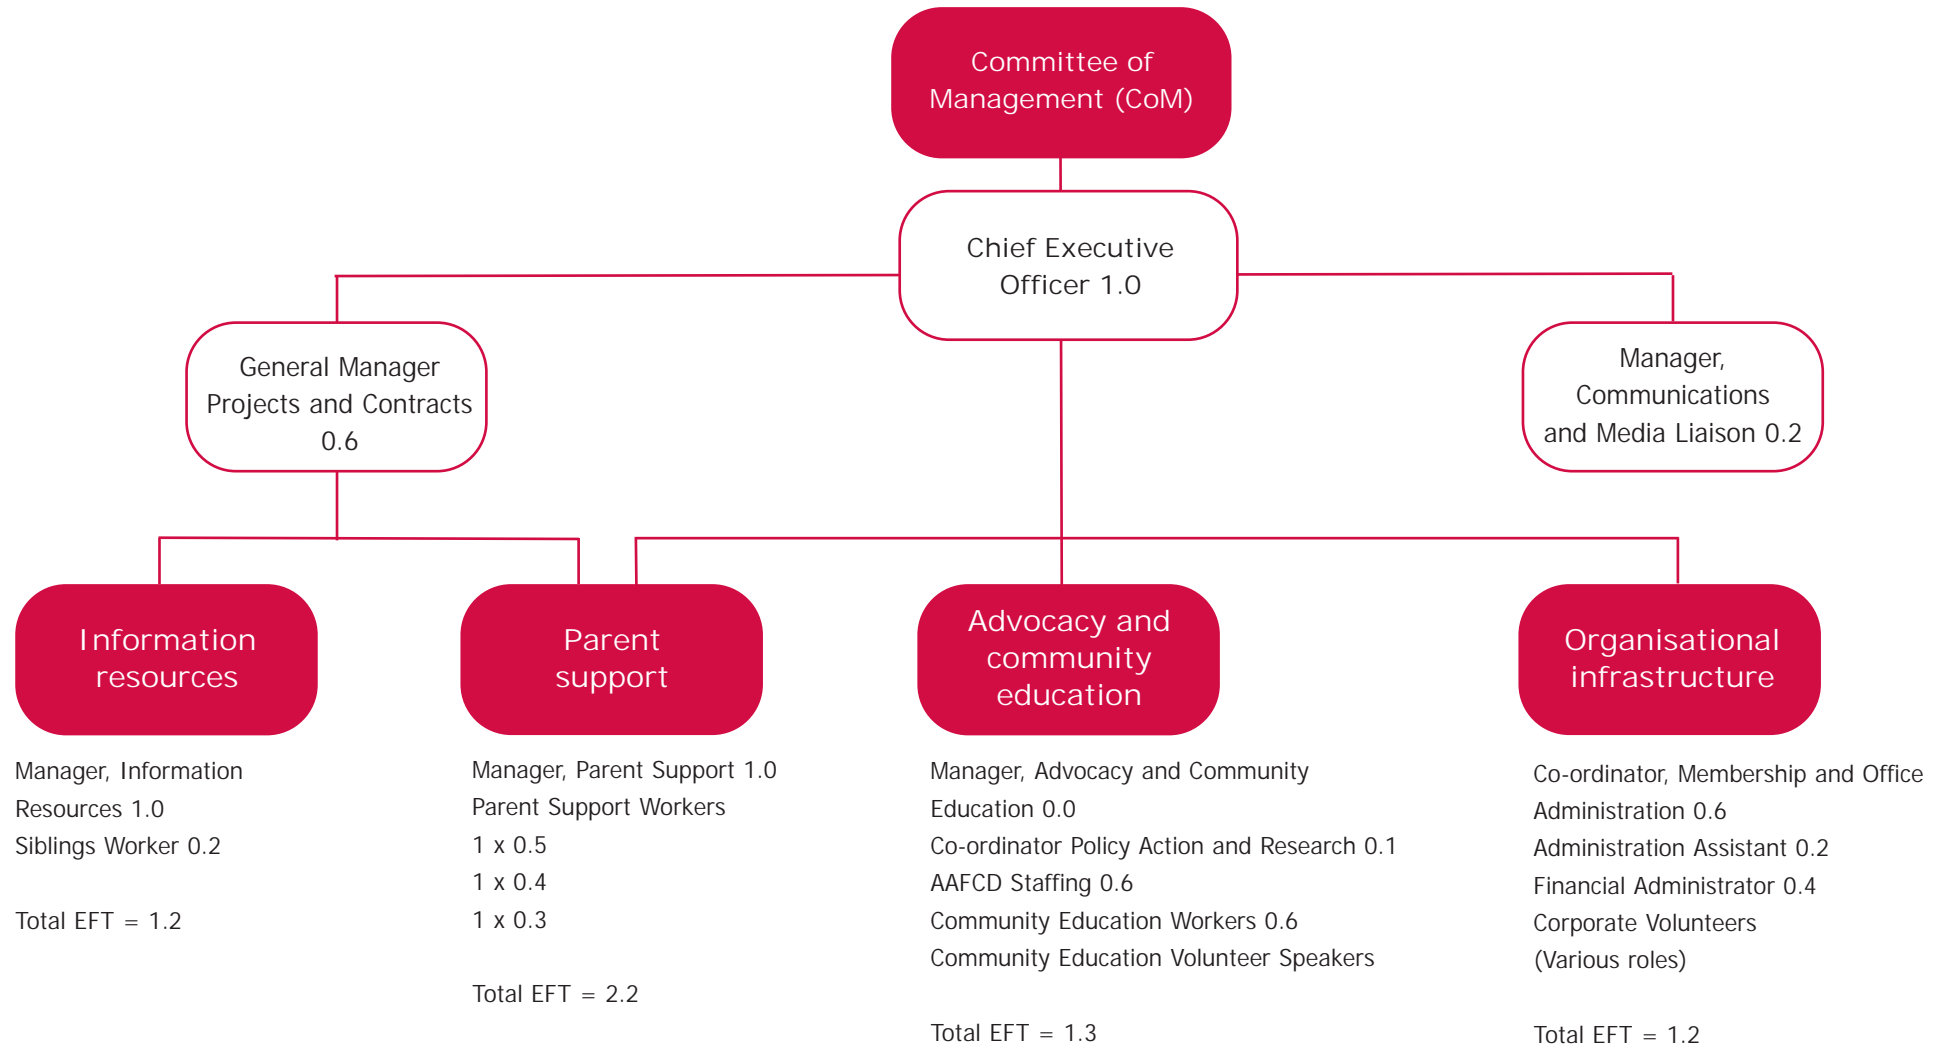 Committee of
Management (CoM)
Chief Executive
Officer 1.0
General Manager
Projects and Contracts
0.6
Manager,
Communications
and Media Liaison 0.2
Information
resources
Parent
support
Advocacy and
community
education
Organisational
infrastructure
Manager, Information
Resources 1.0
Siblings Worker 0.2
Total EFT = 1.2
Manager, Parent Support 1.0
Parent Support Workers
1 x 0.5
1 x 0.4
1 x 0.3
Total EFT = 2.2
Manager, Advocacy and Community
Education 0.0
Co-ordinator Policy Action and Research 0.1
AAFCD Staffing 0.6
Community Education Workers 0.6
Community Education Volunteer Speakers
Total EFT = 1.3
Co-ordinator, Membership and Office
Administration 0.6
Administration Assistant 0.2
Financial Administrator 0.4
Corporate Volunteers
(Various roles)
Total EFT = 1.2